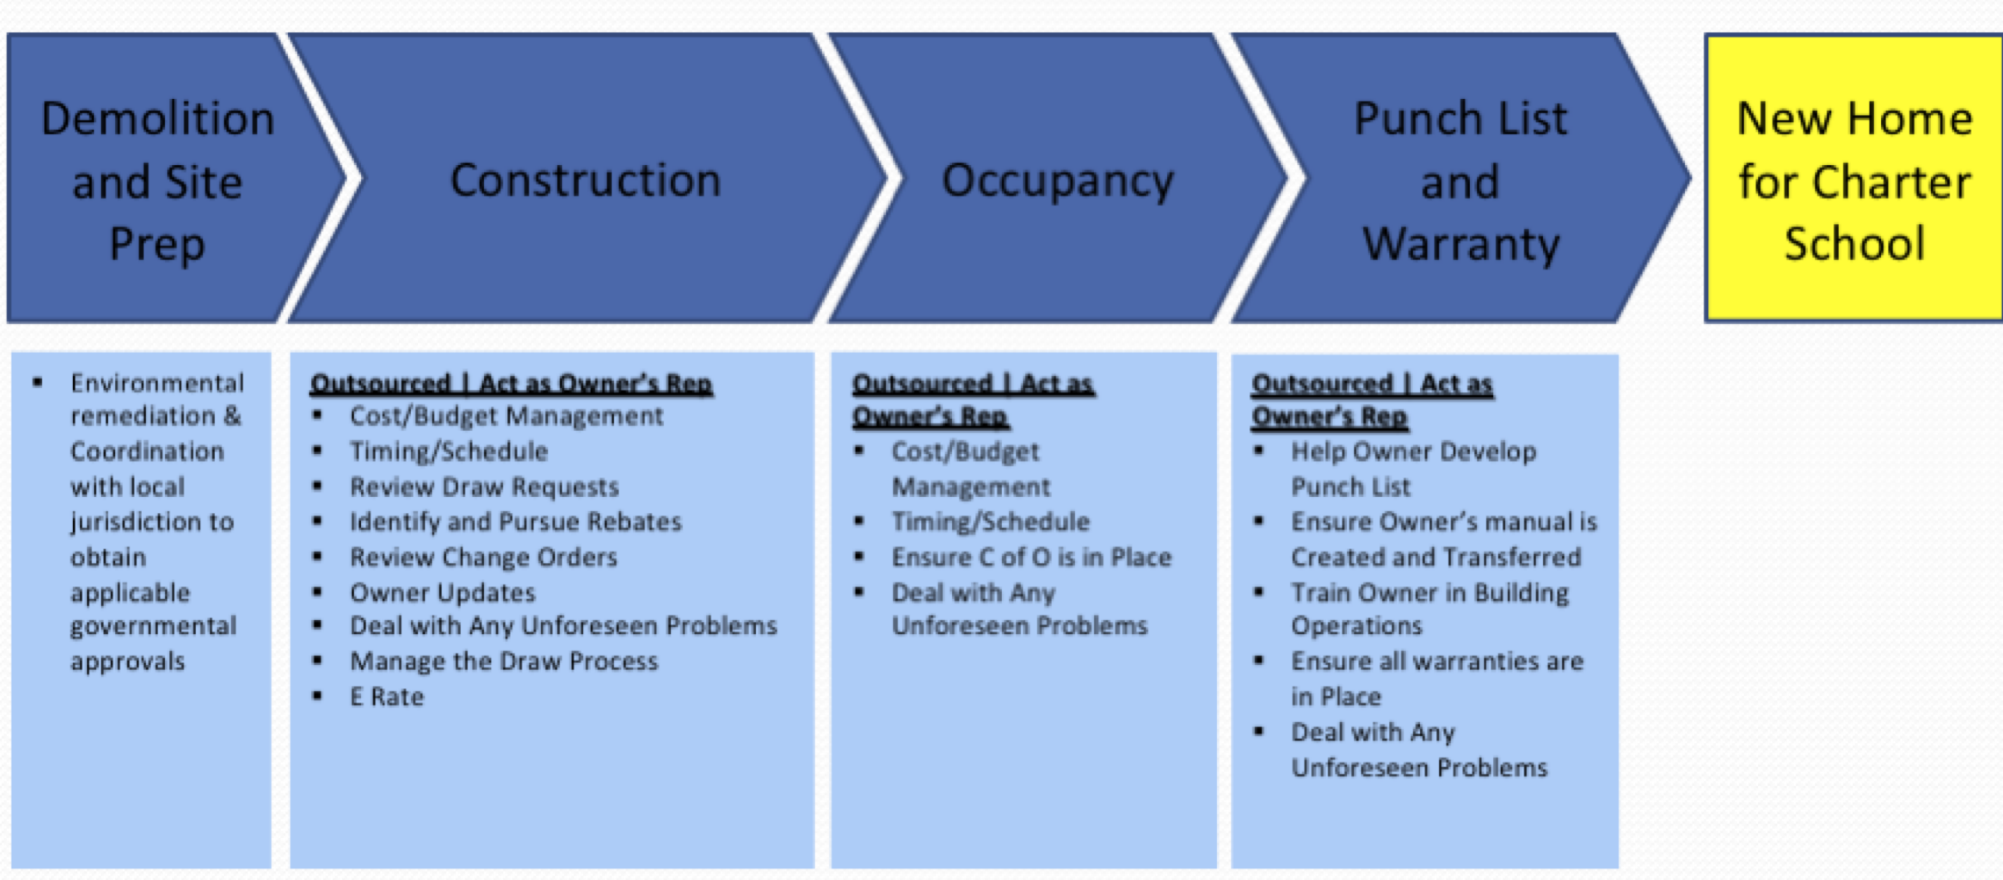 Demolition
and Site
Prep
Construction
Occupancy
Punch List
and
Warranty
New Home
for Charter
School
▪ Environmental
remediation &
Coordination
with local
jurisdiction to
obtain
applicable
governmental
approvals
Outsourced | Act as Owner's Rep
▪ Cost/Budget Management
▪ Timing/Schedule
▪ Review Draw Requests
▪ Identify and Pursue Rebates
▪ Review Change Orders
▪ Owner Updates
▪ Deal with Any Unforeseen Problems
▪ Manage the Draw Process
▪ E Rate
Outsourced | Act as
Owner's Rep
▪ Cost/Budget
Management
▪ Timing/Schedule
▪ Ensure C of O is in Place
▪ Deal with Any
Unforeseen Problems
Outsourced | Act as
Owner's Rep
▪ Help Owner Develop
Punch List
▪ Ensure Owner's manual is
Created and Transferred
▪ Train Owner in Building
Operations
▪ Ensure all warranties are
in Place
▪ Deal with Any
Unforeseen Problems